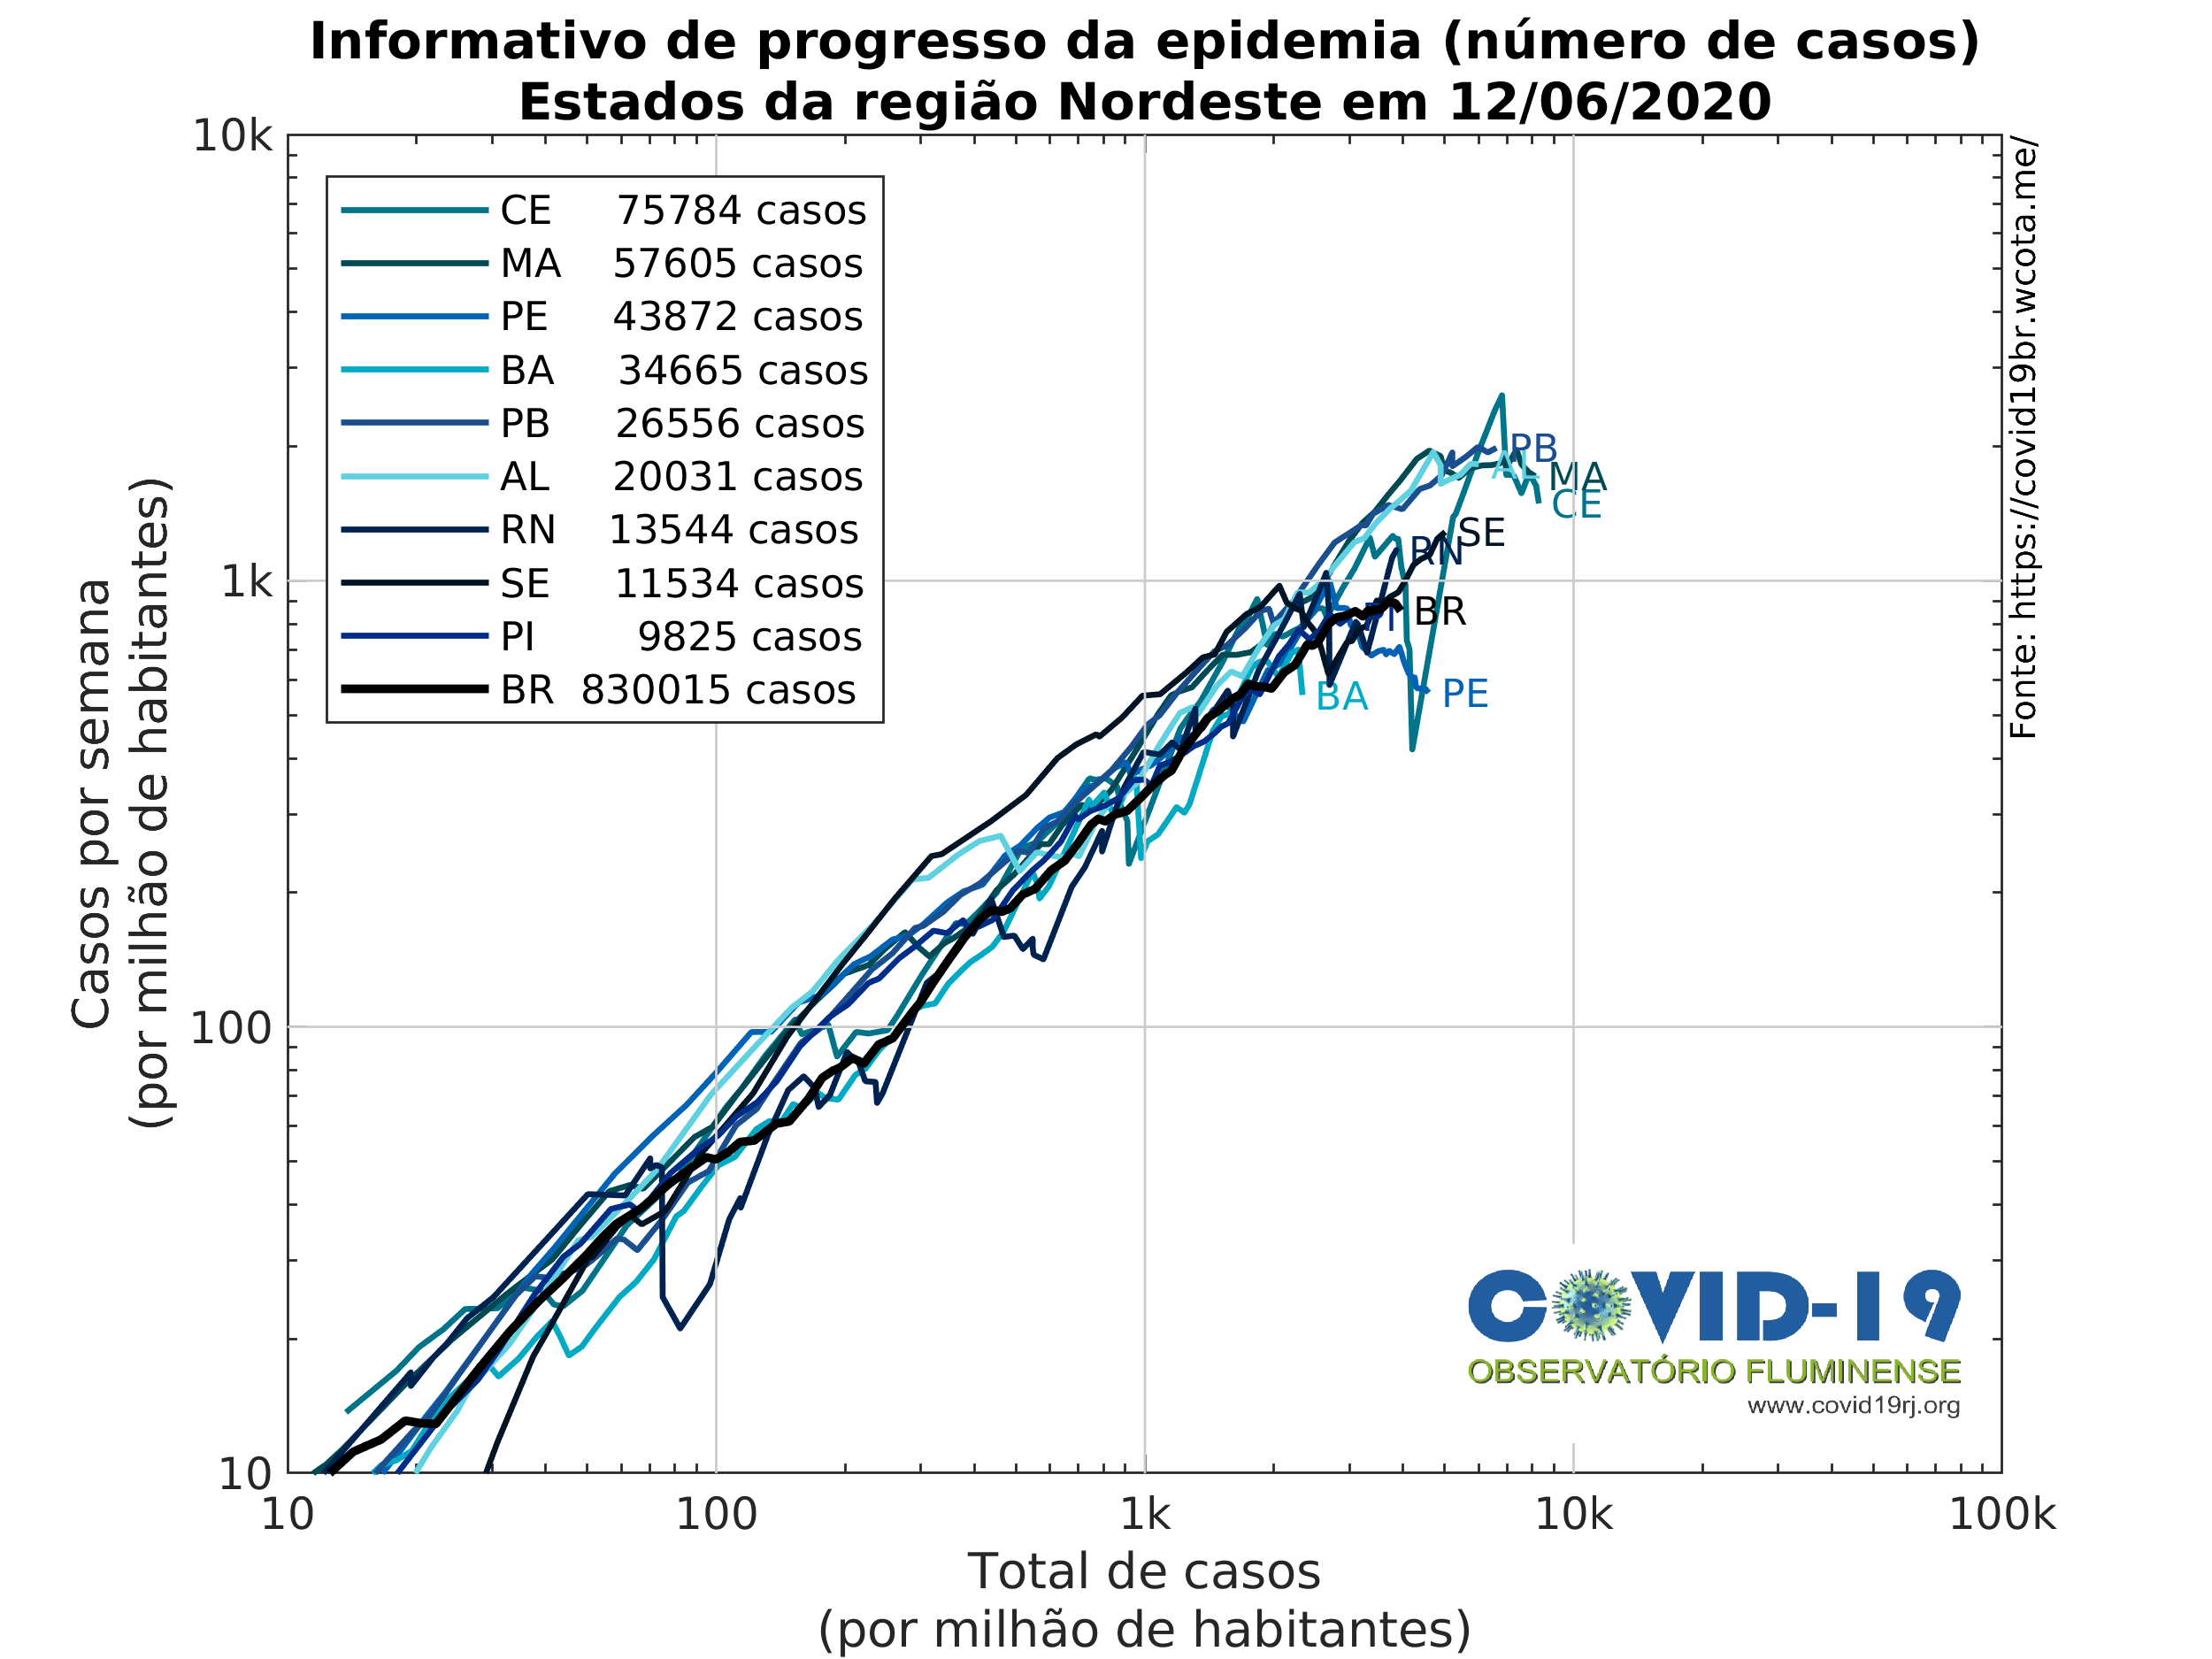 Informativo de progresso da epidemia (número de casos)
Estados da região Nordeste em 12/06/2020
10k
1k
100
10
10
100
1k
10k
100k
Casos por semana
(por milhão de habitantes)
Total de casos
(por milhão de habitantes)
CE 75784 casos
MA 57605 casos
PE 43872 casos
BA 34665 casos
PB 26556 casos
AL 20031 casos
RN 13544 casos
SE 11534 casos
PI 9825 casos
BR 830015 casos
PB
AL
MA
CE
SE
RN
PI
BR
BA
PE
Fonte: https://covid19br.wcota.me/
COVID-19
OBSERVATÓRIO FLUMINENSE
www.covid19rj.org